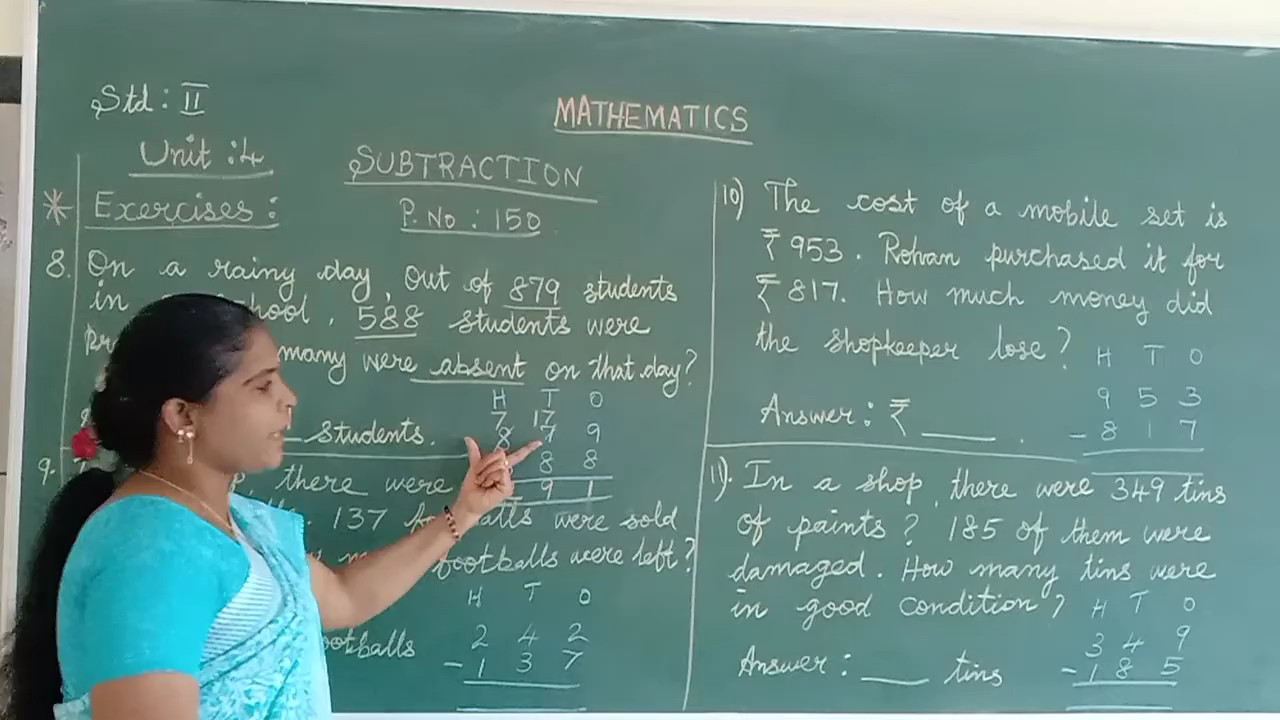 Std : II
MATHEMATICS
Unit : 4
SUBTRACTION
* Exercises :
P. No : 150
8. On a rainy day, Out of 879 students
in school, 588 students were
many were absent on that day?
students.
H T O
7 17
8 7 9
8 8
9 1
9. there were
137 were sold
footballs were left?
H T O
2 4 2
- 1 3 7
10) The cost of a mobile set is
₹ 953. Rohan purchased it for
₹ 817. How much money did
the shopkeeper lose?
H T O
9 5 3
- 8 1 7
Answer : ₹ ____ .
11). In a shop, there were 349 tins
of paints? 185 of them were
damaged. How many tins were
in good condition?
H T O
3 4 9
- 1 8 5
Answer : ____ tins